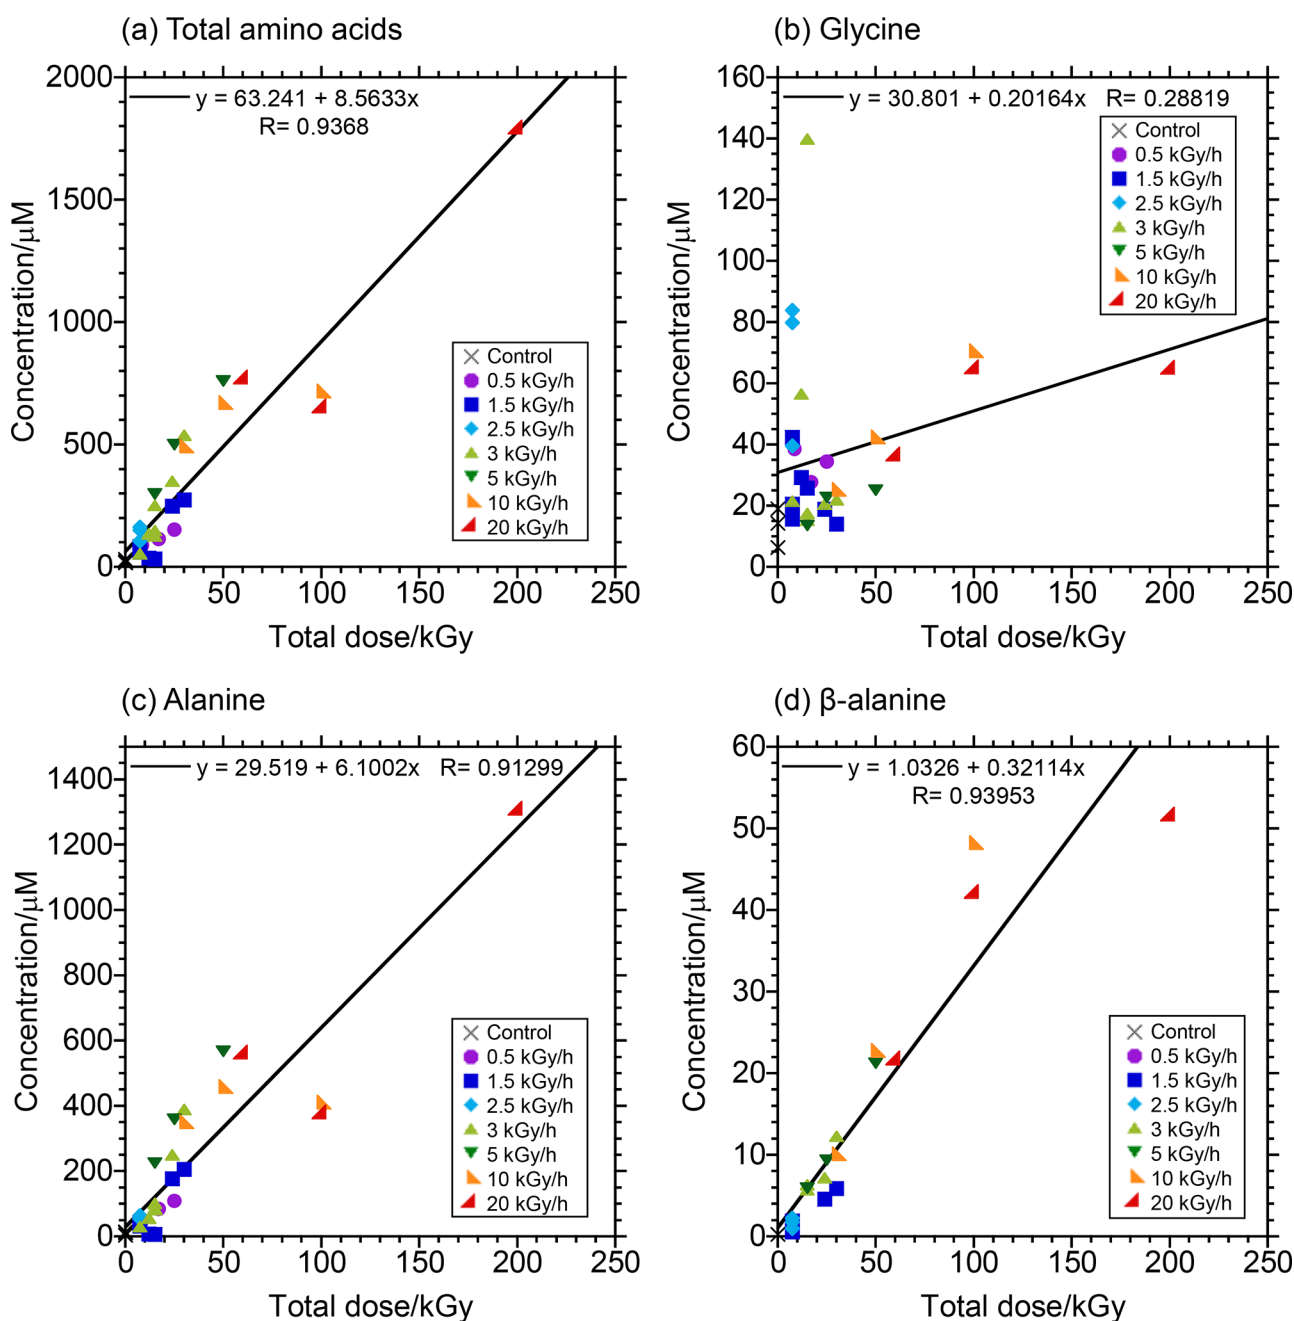 (a) Total amino acids
2000
1500
1000
500
0
Concentration/μM
y = 63.241 + 8.5633x
R= 0.9368
Control
0.5 kGy/h
1.5 kGy/h
2.5 kGy/h
3 kGy/h
5 kGy/h
10 kGy/h
20 kGy/h
0 50 100 150 200 250
Total dose/kGy
(b) Glycine
160
140
120
100
80
60
40
20
0
Concentration/μM
y = 30.801 + 0.20164x R= 0.28819
Control
0.5 kGy/h
1.5 kGy/h
2.5 kGy/h
3 kGy/h
5 kGy/h
10 kGy/h
20 kGy/h
0 50 100 150 200 250
Total dose/kGy
(c) Alanine
1400
1200
1000
800
600
400
200
0
Concentration/μM
y = 29.519 + 6.1002x R= 0.91299
Control
0.5 kGy/h
1.5 kGy/h
2.5 kGy/h
3 kGy/h
5 kGy/h
10 kGy/h
20 kGy/h
0 50 100 150 200 250
Total dose/kGy
(d) β-alanine
60
50
40
30
20
10
0
Concentration/μM
y = 1.0326 + 0.32114x
R= 0.93953
Control
0.5 kGy/h
1.5 kGy/h
2.5 kGy/h
3 kGy/h
5 kGy/h
10 kGy/h
20 kGy/h
0 50 100 150 200 250
Total dose/kGy